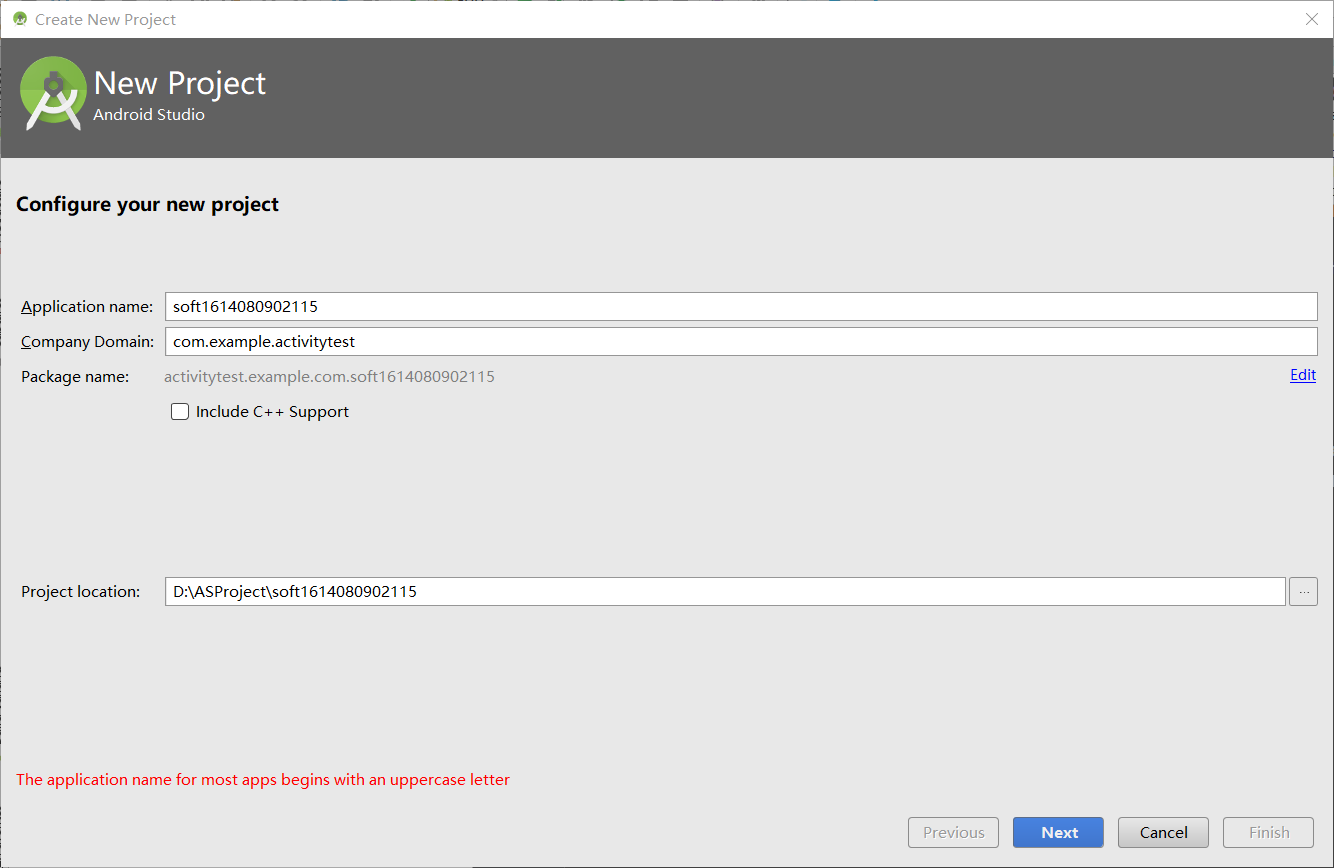 Create New Project
New Project
Android Studio
Configure your new project
Application name: soft1614080902115
Company Domain: com.example.activitytest
Package name: activitytest.example.com.soft1614080902115 Edit
Include C++ Support
Project location: D:\ASProject\soft1614080902115 ...
The application name for most apps begins with an uppercase letter
Previous Next Cancel Finish